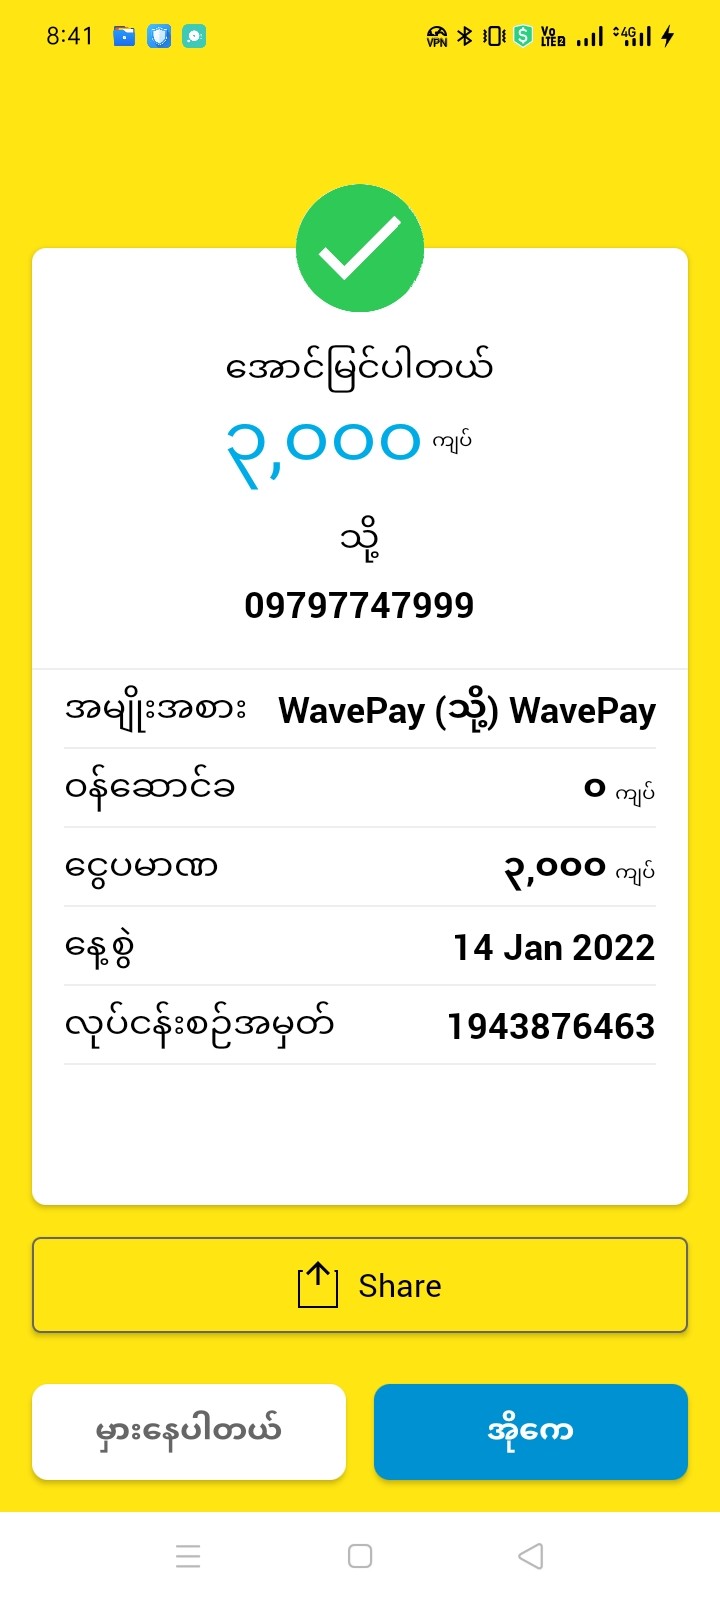 8:41 VPN VoLTE2 4G
အောင်မြင်ပါတယ်
၃,၀၀၀ ကျပ်
သို့
09797747999
အမျိုးအစား WavePay (သို့) WavePay
ဝန်ဆောင်ခ ၀ ကျပ်
ငွေပမာဏ ၃,၀၀၀ ကျပ်
နေ့စွဲ 14 Jan 2022
လုပ်ငန်းစဉ်အမှတ် 1943876463
Share
မှားနေပါတယ် အိုကေ